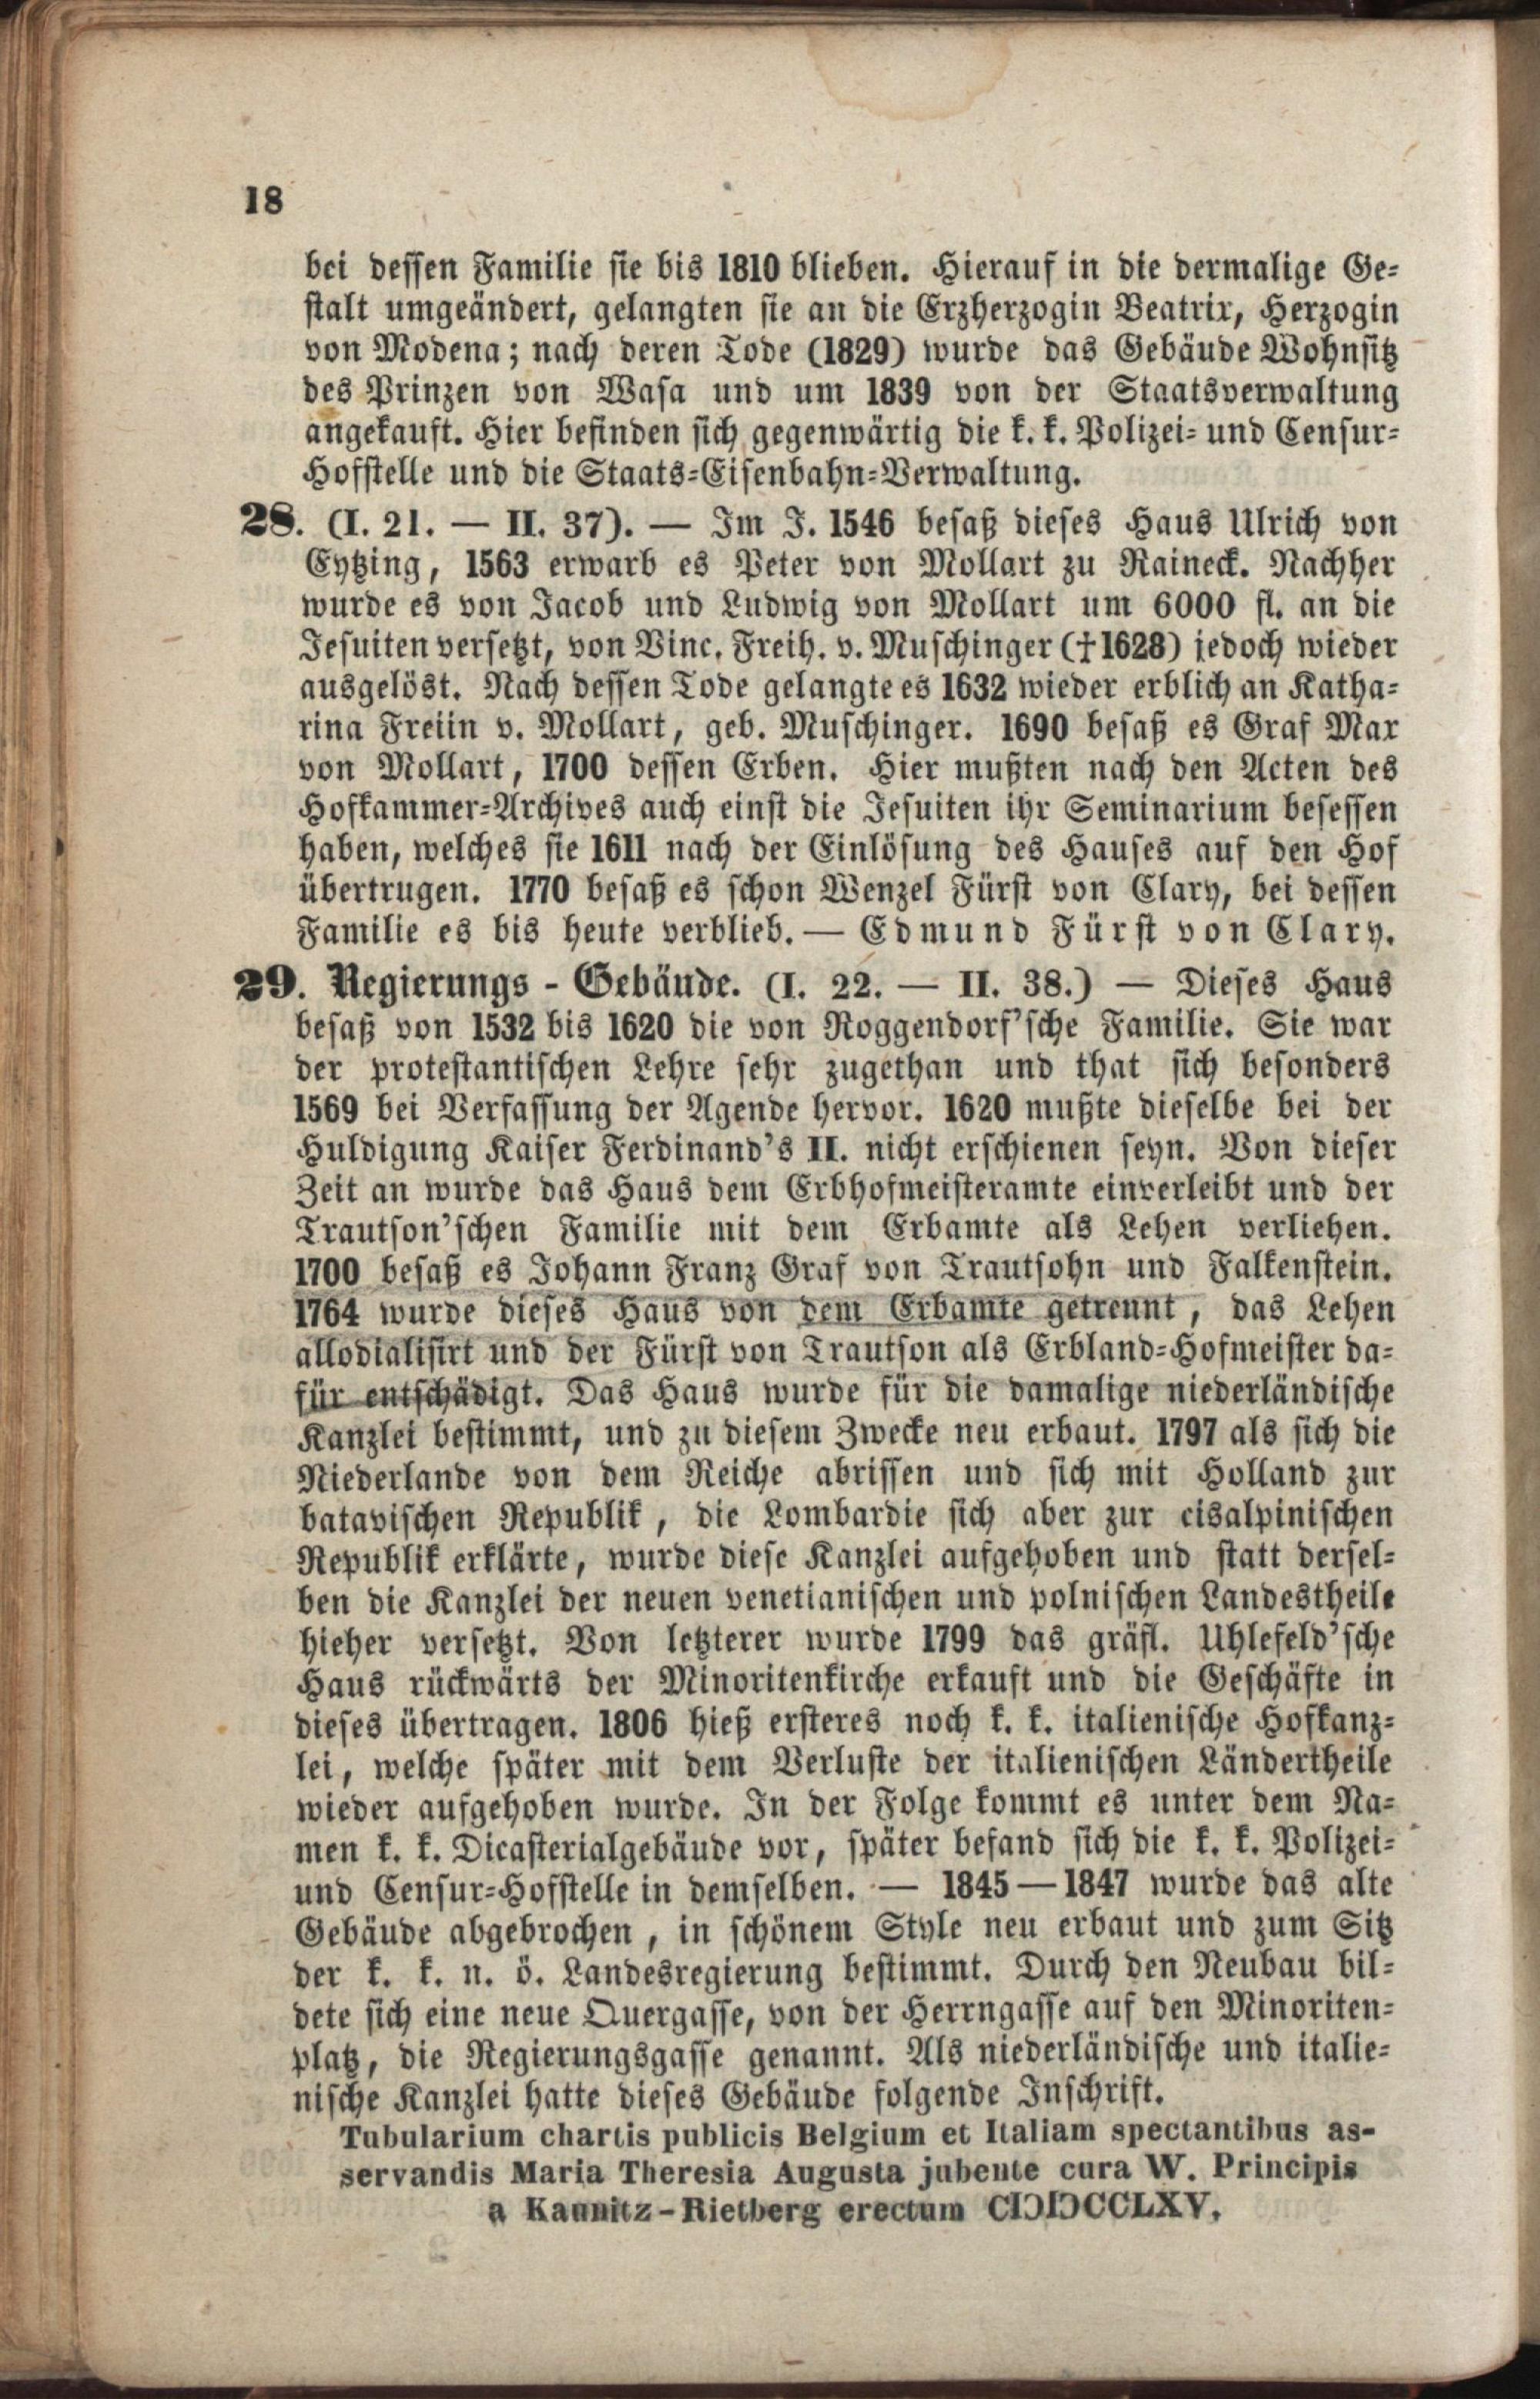 18
bei dessen Familie sie bis 1810 blieben. Hierauf in die dermalige Ge-
stalt umgeändert, gelangten sie an die Erzherzogin Beatrix, Herzogin
von Modena; nach deren Tode (1829) wurde das Gebäude Wohnsitz
des Prinzen von Wasa und um 1839 von der Staatsverwaltung
angekauft. Hier befinden sich gegenwärtig die k. k. Polizei- und Censur-
Hofstelle und die Staats-Eisenbahn-Verwaltung.
28. (I. 21. — II. 37). — Im J. 1546 besaß dieses Haus Ulrich von
Eytzing, 1563 erwarb es Peter von Mollart zu Raineck. Nachher
wurde es von Jacob und Ludwig von Mollart um 6000 fl. an die
Jesuiten versetzt, von Vinc. Freih. v. Muschinger († 1628) jedoch wieder
ausgelöst. Nach dessen Tode gelangte es 1632 wieder erblich an Katha-
rina Freiin v. Mollart, geb. Muschinger. 1690 besaß es Graf Max
von Mollart, 1700 dessen Erben. Hier mußten nach den Acten des
Hofkammer-Archives auch einst die Jesuiten ihr Seminarium besessen
haben, welches sie 1611 nach der Einlösung des Hauses auf den Hof
übertrugen. 1770 besaß es schon Wenzel Fürst von Clary, bei dessen
Familie es bis heute verblieb. — Edmund Fürst von Clary.
29. Regierungs - Gebäude. (I. 22. — II. 38.) — Dieses Haus
besaß von 1532 bis 1620 die von Roggendorf'sche Familie. Sie war
der protestantischen Lehre sehr zugethan und that sich besonders
1569 bei Verfassung der Agende hervor. 1620 mußte dieselbe bei der
Huldigung Kaiser Ferdinand's II. nicht erschienen seyn. Von dieser
Zeit an wurde das Haus dem Erbhofmeisteramte einverleibt und der
Trautson'schen Familie mit dem Erbamte als Lehen verliehen.
1700 besaß es Johann Franz Graf von Trautsohn und Falkenstein.
1764 wurde dieses Haus von dem Erbamte getrennt, das Lehen
allodialisirt und der Fürst von Trautson als Erbland-Hofmeister da-
für entschädigt. Das Haus wurde für die damalige niederländische
Kanzlei bestimmt, und zu diesem Zwecke neu erbaut. 1797 als sich die
Niederlande von dem Reiche abrissen und sich mit Holland zur
batavischen Republik, die Lombardie sich aber zur cisalpinischen
Republik erklärte, wurde diese Kanzlei aufgehoben und statt dersel-
ben die Kanzlei der neuen venetianischen und polnischen Landestheile
hieher versetzt. Von letzterer wurde 1799 das gräfl. Uhlefeld'sche
Haus rückwärts der Minoritenkirche erkauft und die Geschäfte in
dieses übertragen. 1806 hieß ersteres noch k. k. italienische Hofkanz-
lei, welche später mit dem Verluste der italienischen Ländertheile
wieder aufgehoben wurde. In der Folge kommt es unter dem Na-
men k. k. Dicasterialgebäude vor, später befand sich die k. k. Polizei-
und Censur-Hofstelle in demselben. — 1845—1847 wurde das alte
Gebäude abgebrochen, in schönem Style neu erbaut und zum Sitz
der k. k. n. ö. Landesregierung bestimmt. Durch den Neubau bil-
dete sich eine neue Quergasse, von der Herrngasse auf den Minoriten-
platz, die Regierungsgasse genannt. Als niederländische und italie-
nische Kanzlei hatte dieses Gebäude folgende Inschrift.
Tubularium chartis publicis Belgium et Italiam spectantibus as-
servandis Maria Theresia Augusta jubente cura W. Principis
a Kaunitz-Rietberg erectum CIƆIƆCCLXV.